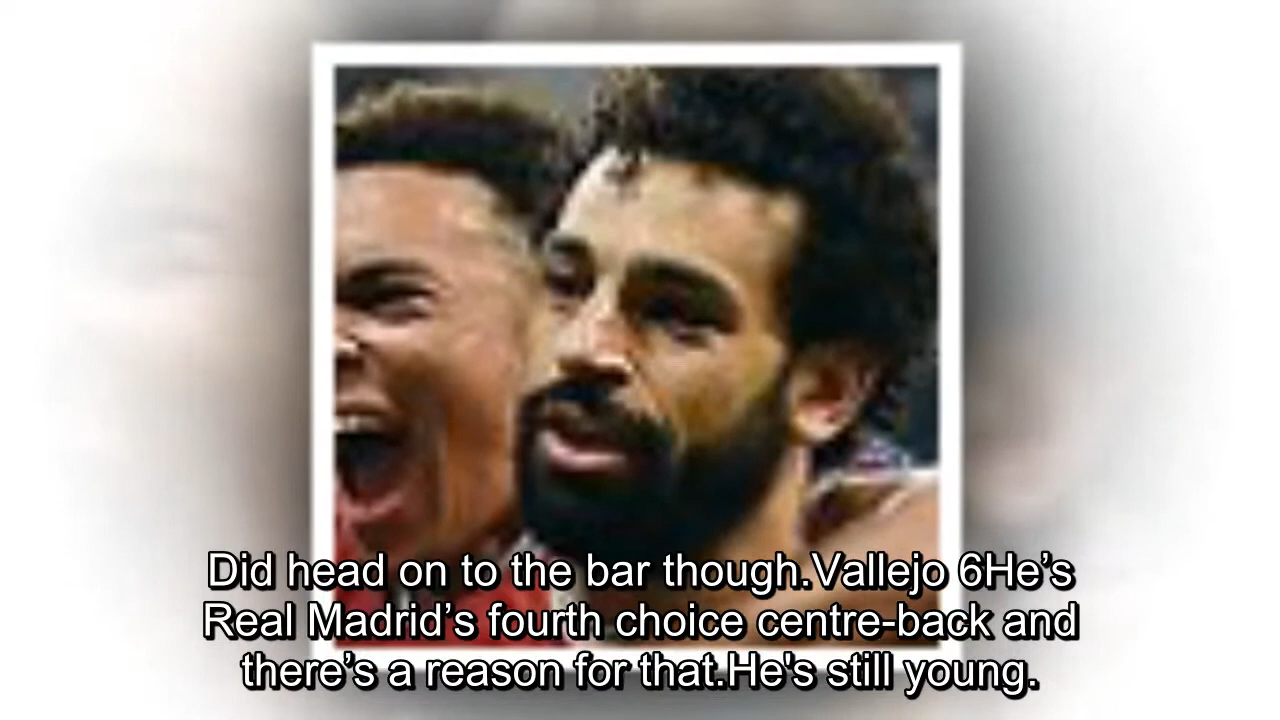 Did head on to the bar though.Vallejo 6He’s
Real Madrid’s fourth choice centre-back and
there’s a reason for that.He's still young.